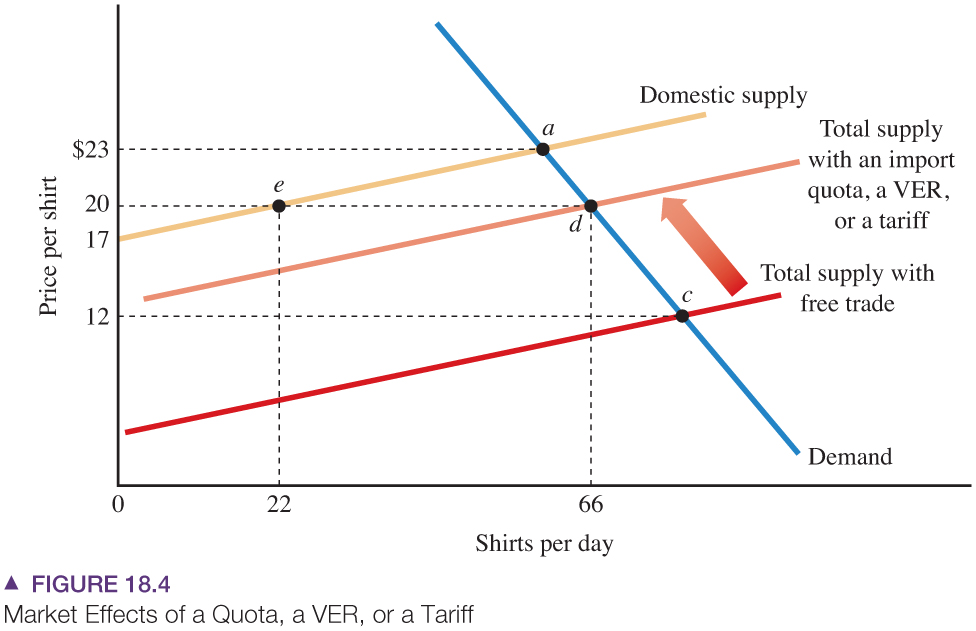 Domestic supply
Total supply
with an import
quota, a VER,
or a tariff
Total supply with
free trade
Demand
a
e
d
c
Price per shirt
$23
20
17
12
0
22
66
Shirts per day
▲ FIGURE 18.4
Market Effects of a Quota, a VER, or a Tariff